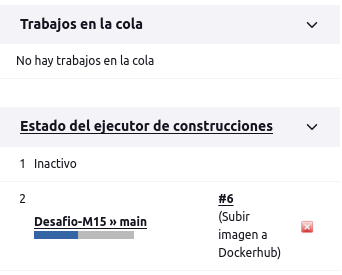 Trabajos en la cola
No hay trabajos en la cola
Estado del ejecutor de construcciones
1 Inactivo
2
Desafio-M15 » main
#6
(Subir
imagen a
Dockerhub)